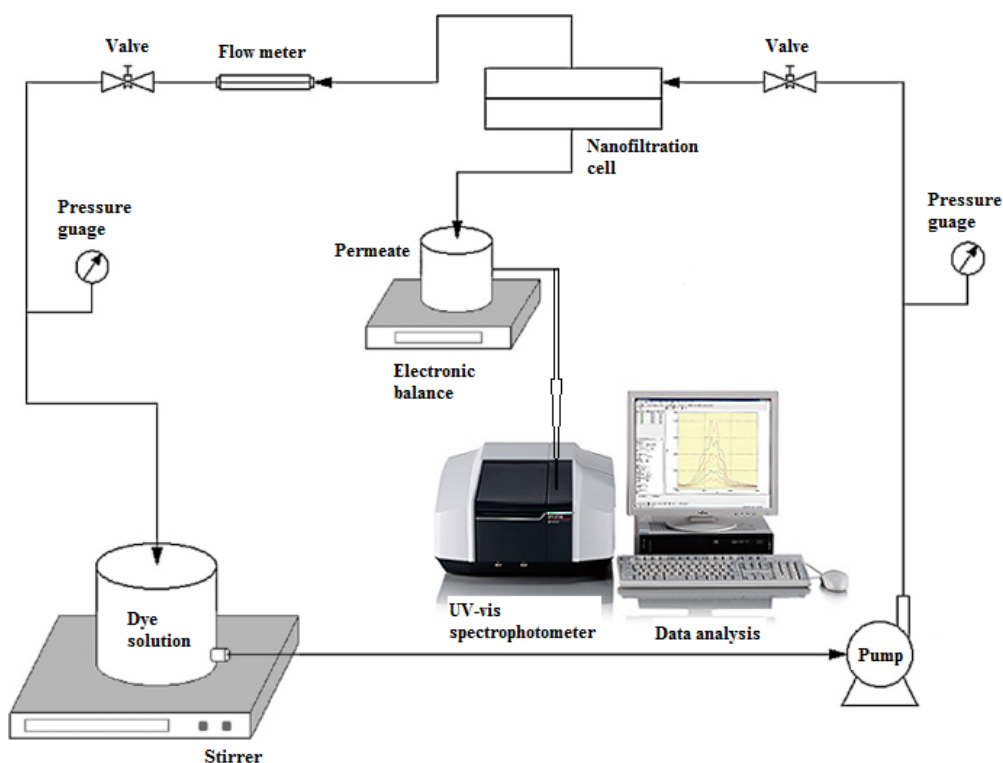 Valve
Flow meter
Valve
Nanofiltration
cell
Pressure
guage
Pressure
guage
Permeate
Electronic
balance
Dye
solution
UV-vis
spectrophotometer
Data analysis
Pump
Stirrer